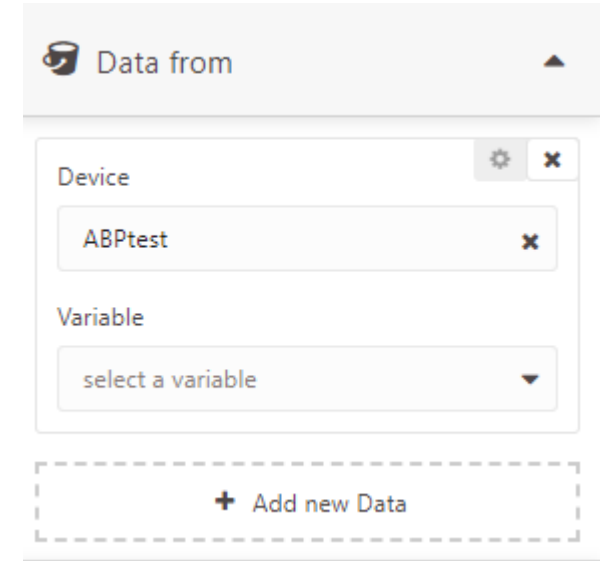 Data from
Device
ABPtest
Variable
select a variable
Add new Data